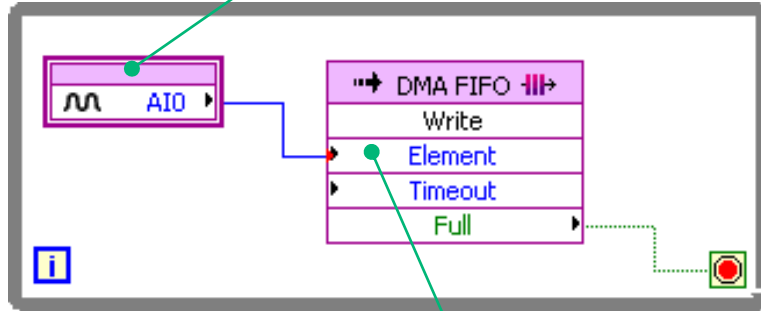 AI0
DMA FIFO
Write
Element
Timeout
Full
i